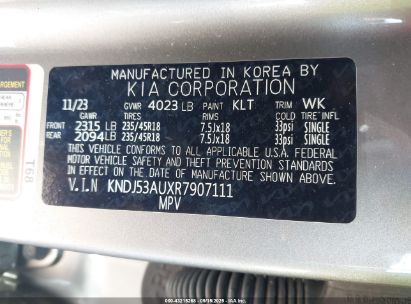 MANUFACTURED IN KOREA BY
KIA CORPORATION
11/23 GVWR 4023 LB PAINT KLT TRIM WK
GAWR TIRES RIMS COLD TIRE INFL
FRONT 2315 LB 235/45R18 7.5Jx18 33psi SINGLE
REAR 2094 LB 235/45R18 7.5Jx18 33psi SINGLE
THIS VEHICLE CONFORMS TO ALL APPLICABLE U.S.A. FEDERAL
MOTOR VEHICLE SAFETY AND THEFT PREVENTION STANDARDS IN
EFFECT ON THE DATE OF MANUFACTURE SHOWN ABOVE.
V.I.N KNDJ53AUXR7907111
MPV
T68